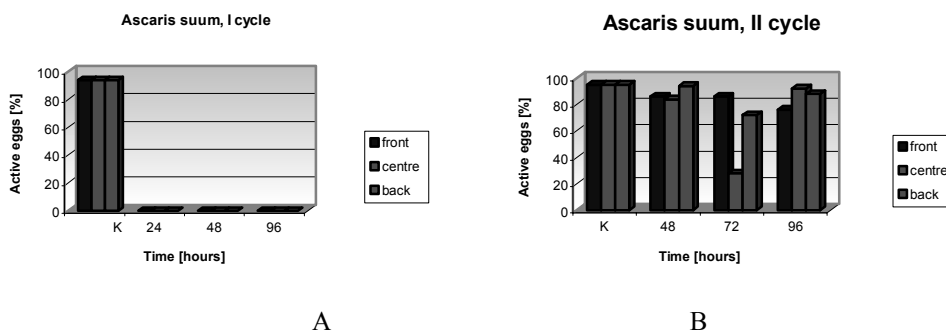 Ascaris suum, I cycle
Active eggs [%]
100
80
60
40
20
0
K 24 48 96
Time [hours]
front
centre
back
A
Ascaris suum, II cycle
Active eggs [%]
100
80
60
40
20
0
K 48 72 96
Time [hours]
front
centre
back
B